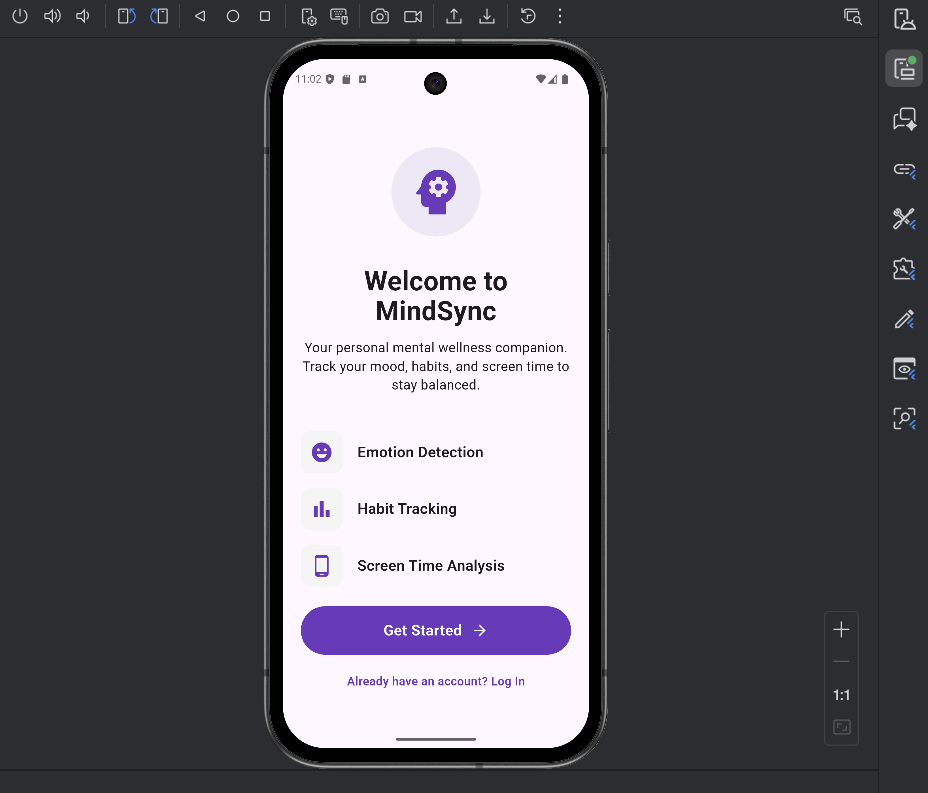 11:02
Welcome to
MindSync
Your personal mental wellness companion.
Track your mood, habits, and screen time to
stay balanced.
Emotion Detection
Habit Tracking
Screen Time Analysis
Get Started
Already have an account? Log In
1:1